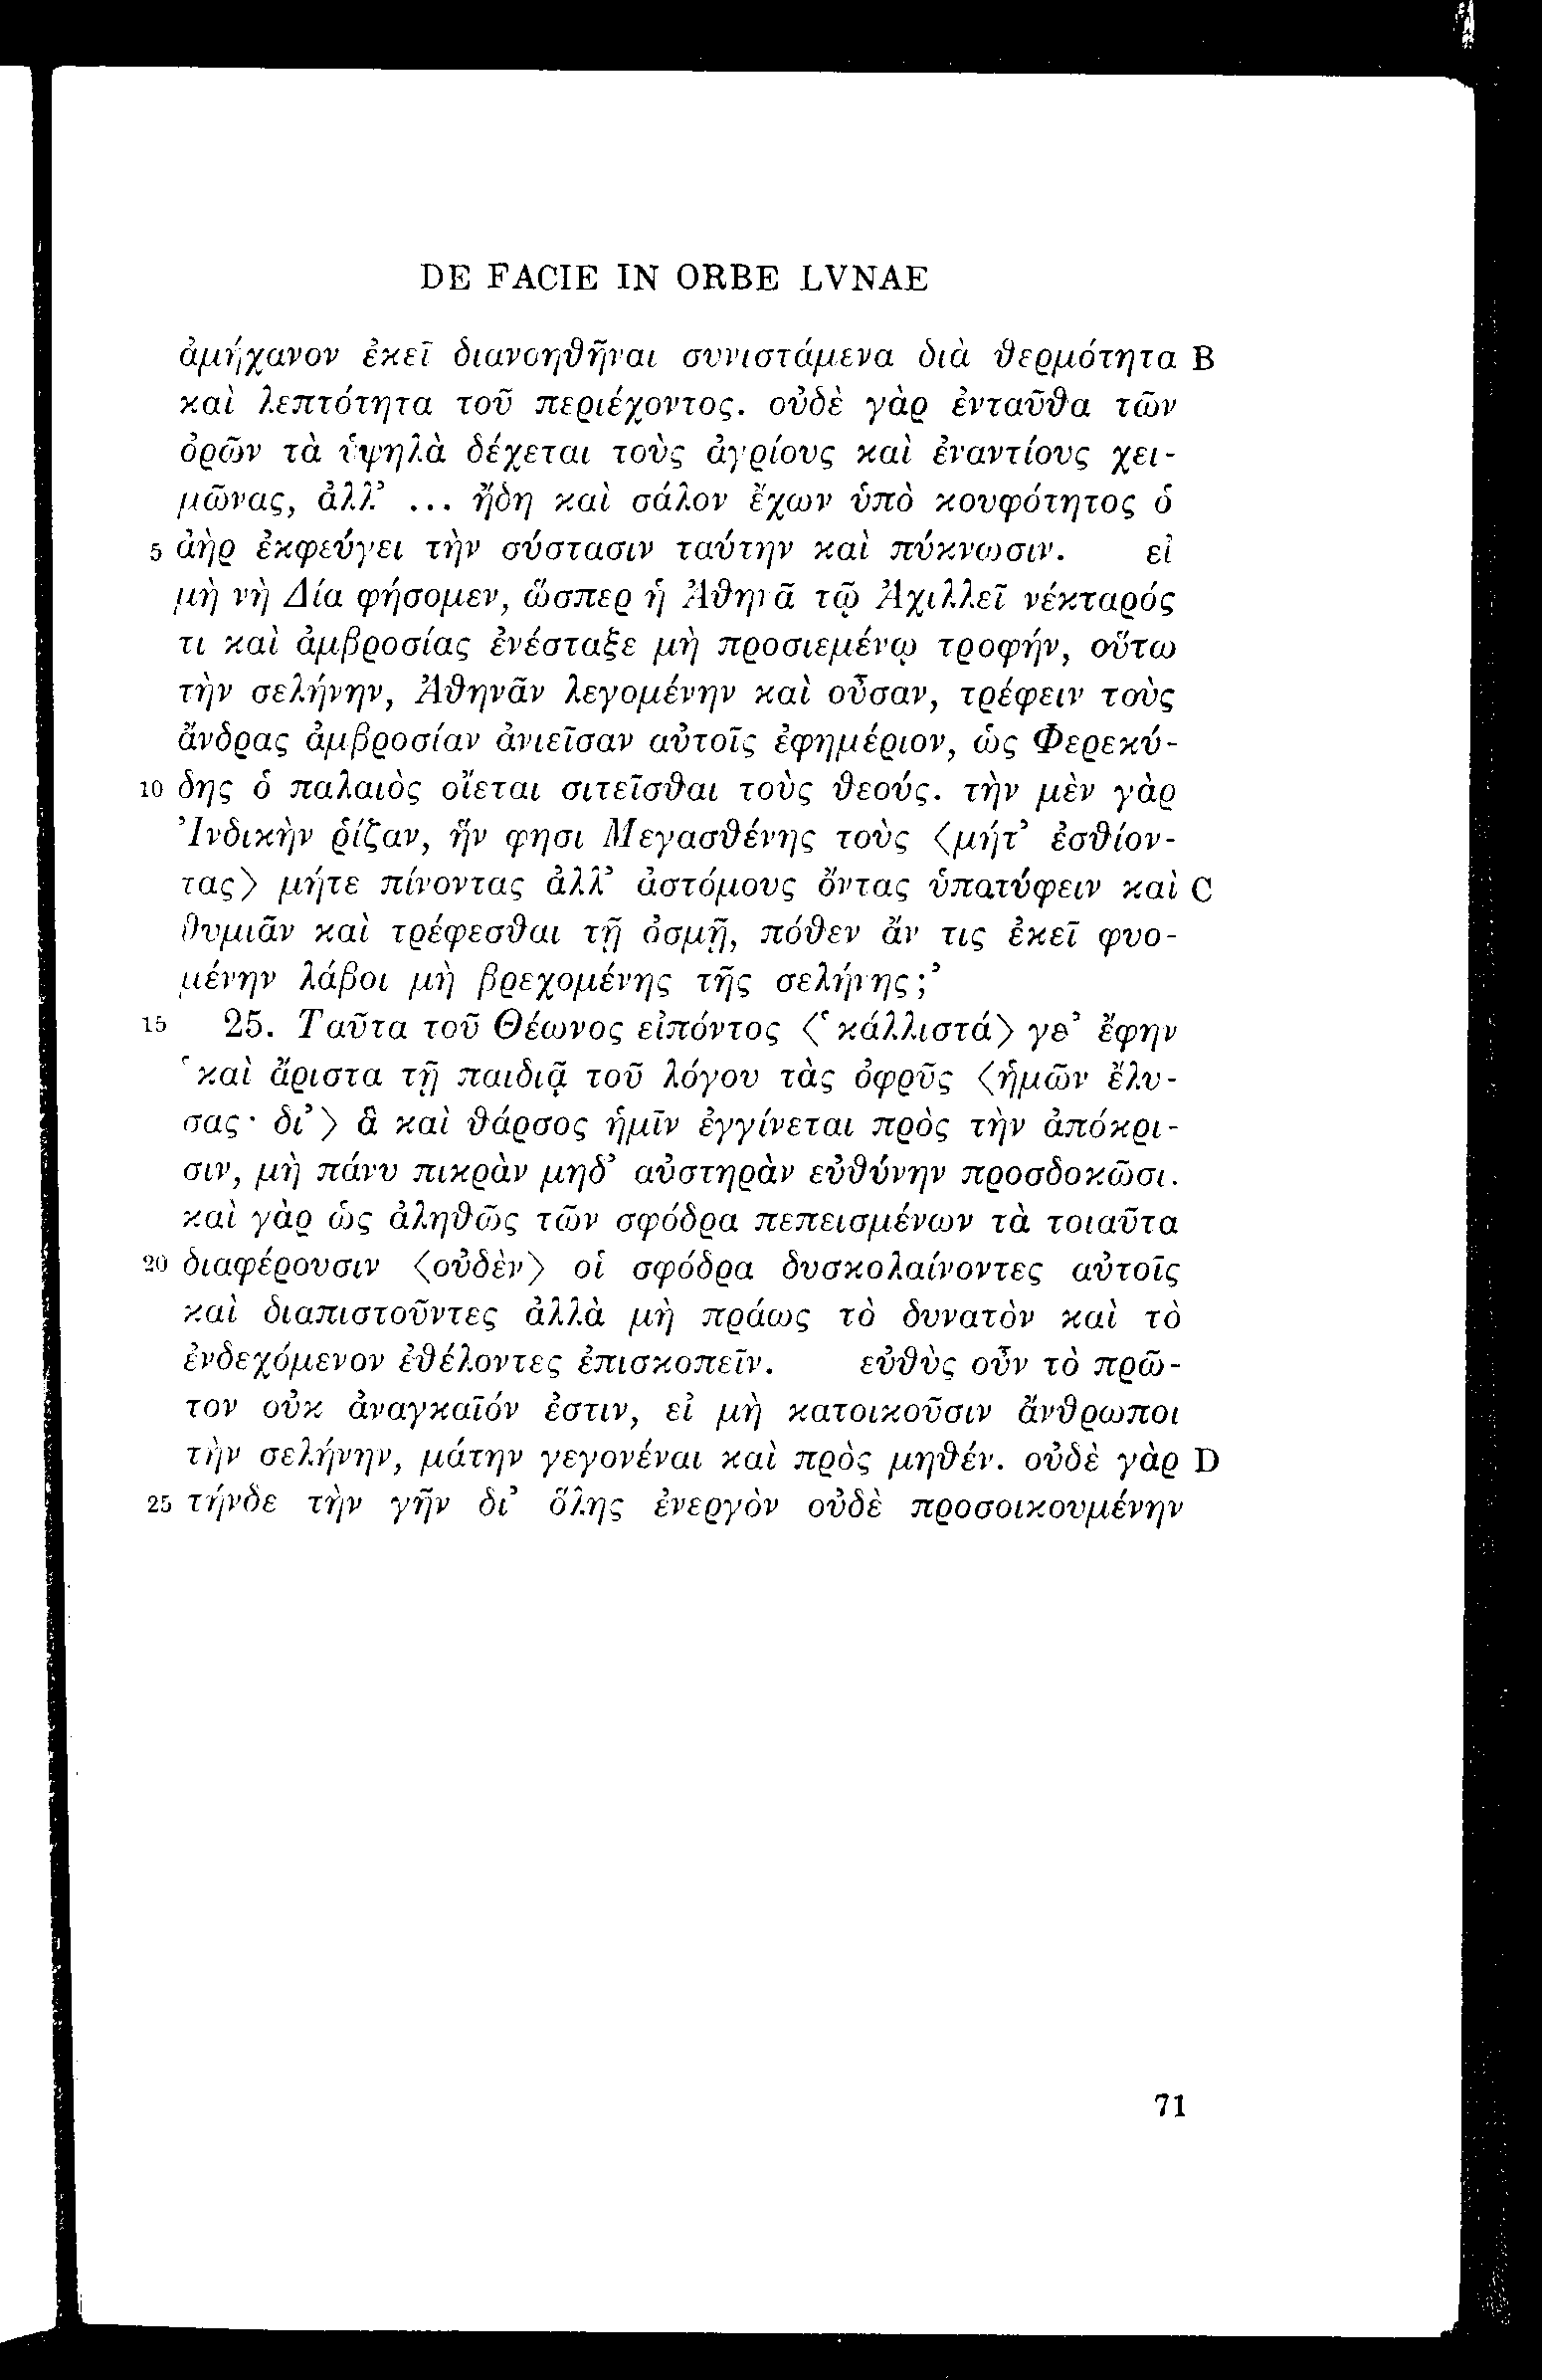 DE FACIE IN ORBE LVNAE
ἀμήχανον ἐκεῖ διανοηθῆναι συνιστάμενα διὰ θερμότητα B
καὶ λεπτότητα τοῦ περιέχοντος. οὐδὲ γὰρ ἐνταῦθα τῶν
ὀρῶν τὰ ὑψηλὰ δέχεται τοὺς ἀγρίους καὶ ἐναντίους χει-
μῶνας, ἀλλ’ ... ἤδη καὶ σάλον ἔχων ὑπὸ κουφότητος ὁ
5 ἀὴρ ἐκφεύγει τὴν σύστασιν ταύτην καὶ πύκνωσιν. εἰ
μὴ νὴ Δία φήσομεν, ὥσπερ ἡ Ἀθηνᾶ τῷ Ἀχιλλεῖ νέκταρός
τι καὶ ἀμβροσίας ἐνέσταξε μὴ προσιεμένῳ τροφήν, οὕτω
τὴν σελήνην, Ἀθηνᾶν λεγομένην καὶ οὖσαν, τρέφειν τοὺς
ἄνδρας ἀμβροσίαν ἀνιεῖσαν αὐτοῖς ἐφημέριον, ὡς Φερεκύ-
10 δης ὁ παλαιὸς οἴεται σιτεῖσθαι τοὺς θεούς. τὴν μὲν γὰρ
Ἰνδικὴν ῥίζαν, ἥν φησι Μεγασθένης τοὺς ⟨μήτ’ ἐσθίον-
τας⟩ μήτε πίνοντας ἀλλ’ ἀστόμους ὄντας ὑπατύφειν καὶ C
θυμιᾶν καὶ τρέφεσθαι τῇ ὀσμῇ, πόθεν ἄν τις ἐκεῖ φυο-
μένην λάβοι μὴ βρεχομένης τῆς σελήνης;’
15 25. Ταῦτα τοῦ Θέωνος εἰπόντος ⟨‘κάλλιστά⟩ γε’ ἔφην
‘καὶ ἄριστα τῇ παιδιᾷ τοῦ λόγου τὰς ὀφρῦς ⟨ἡμῶν ἔλυ-
σας· δι’⟩ ἃ καὶ θάρσος ἡμῖν ἐγγίνεται πρὸς τὴν ἀπόκρι-
σιν, μὴ πάνυ πικρὰν μηδ’ αὐστηρὰν εὐθύνην προσδοκῶσι.
καὶ γὰρ ὡς ἀληθῶς τῶν σφόδρα πεπεισμένων τὰ τοιαῦτα
20 διαφέρουσιν ⟨οὐδὲν⟩ οἱ σφόδρα δυσκολαίνοντες αὐτοῖς
καὶ διαπιστοῦντες ἀλλὰ μὴ πράως τὸ δυνατὸν καὶ τὸ
ἐνδεχόμενον ἐθέλοντες ἐπισκοπεῖν. εὐθὺς οὖν τὸ πρῶ-
τον οὐκ ἀναγκαῖόν ἐστιν, εἰ μὴ κατοικοῦσιν ἄνθρωποι
τὴν σελήνην, μάτην γεγονέναι καὶ πρὸς μηθέν. οὐδὲ γὰρ D
25 τήνδε τὴν γῆν δι’ ὅλης ἐνεργὸν οὐδὲ προσοικουμένην
71